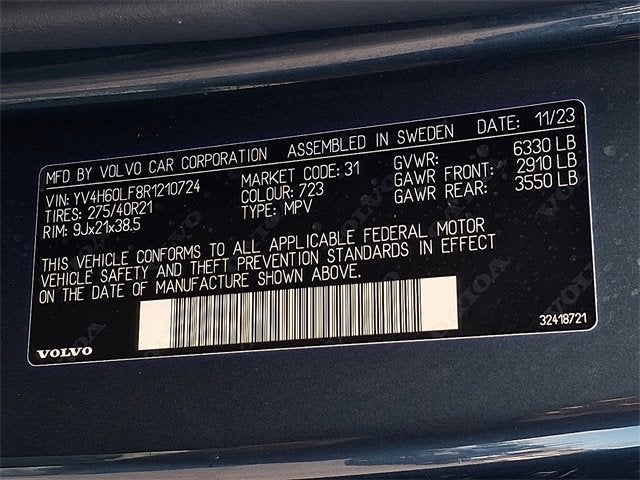 MFD BY VOLVO CAR CORPORATION ASSEMBLED IN SWEDEN DATE: 11/23
VIN: YV4H60LF8R1210724 MARKET CODE: 31 GVWR: 6330 LB
TIRES: 275/40R21 COLOUR: 723 GAWR FRONT: 2910 LB
RIM: 9Jx21x38.5 TYPE: MPV GAWR REAR: 3550 LB
THIS VEHICLE CONFORMS TO ALL APPLICABLE FEDERAL MOTOR
VEHICLE SAFETY AND THEFT PREVENTION STANDARDS IN EFFECT
ON THE DATE OF MANUFACTURE SHOWN ABOVE.
VOLVO
32418721